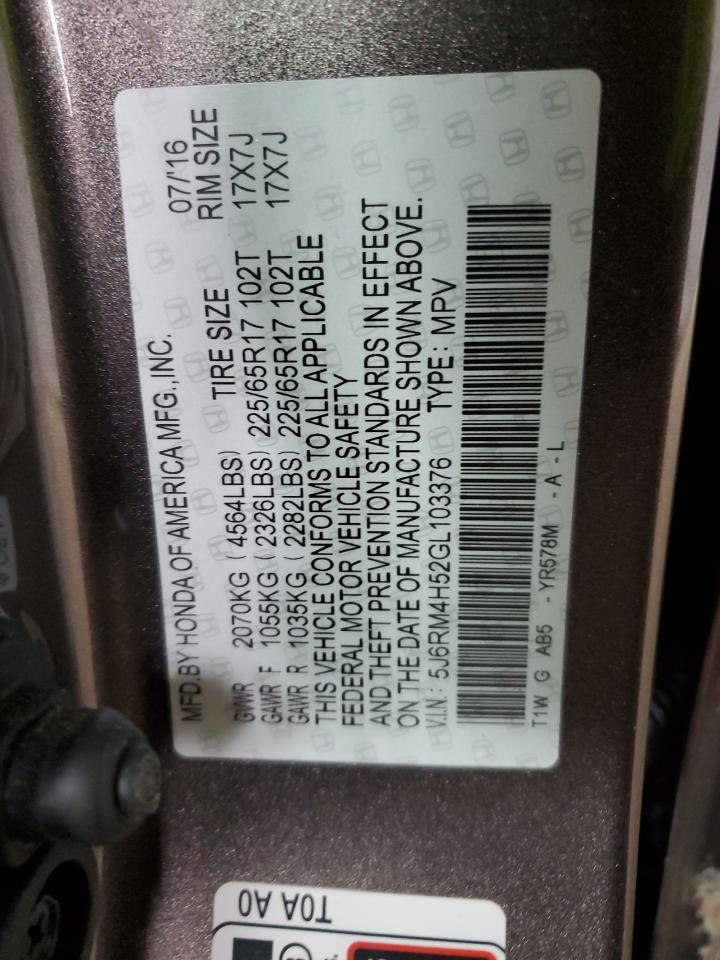 MFD.BY HONDA OF AMERICA MFG.,INC. 07/'16
TIRE SIZE RIM SIZE
GVWR 2070KG (4564LBS)
GAWR F 1055KG (2326LBS) 225/65R17 102T 17X7J
GAWR R 1035KG (2282LBS) 225/65R17 102T 17X7J
THIS VEHICLE CONFORMS TO ALL APPLICABLE
FEDERAL MOTOR VEHICLE SAFETY
AND THEFT PREVENTION STANDARDS IN EFFECT
ON THE DATE OF MANUFACTURE SHOWN ABOVE.
V.I.N.: 5J6RM4H52GL103376 TYPE: MPV
T1W G AB5 - YR578M - A - L
T0A A0